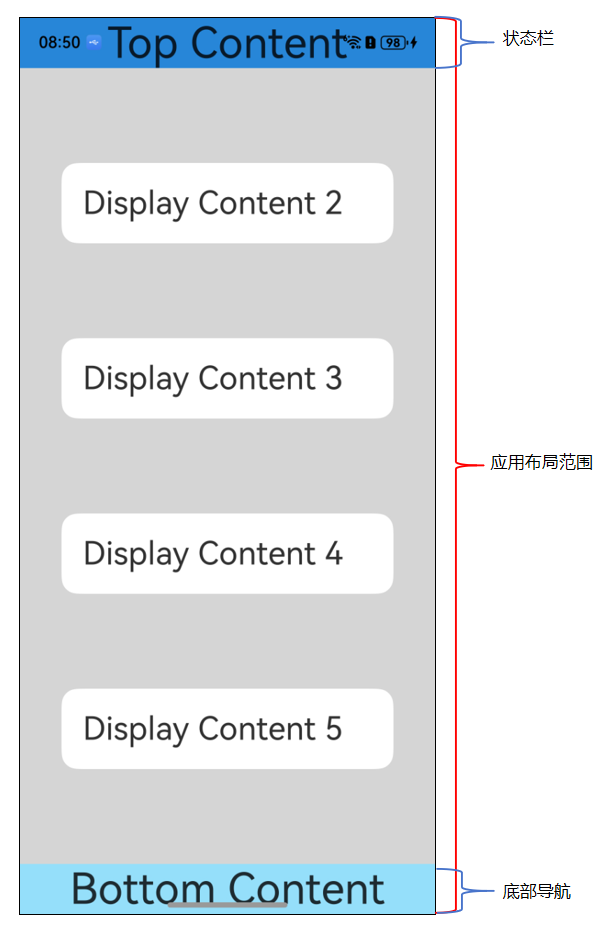 08:50 Top Content 98
状态栏
Display Content 2
Display Content 3
应用布局范围
Display Content 4
Display Content 5
Bottom Content
底部导航